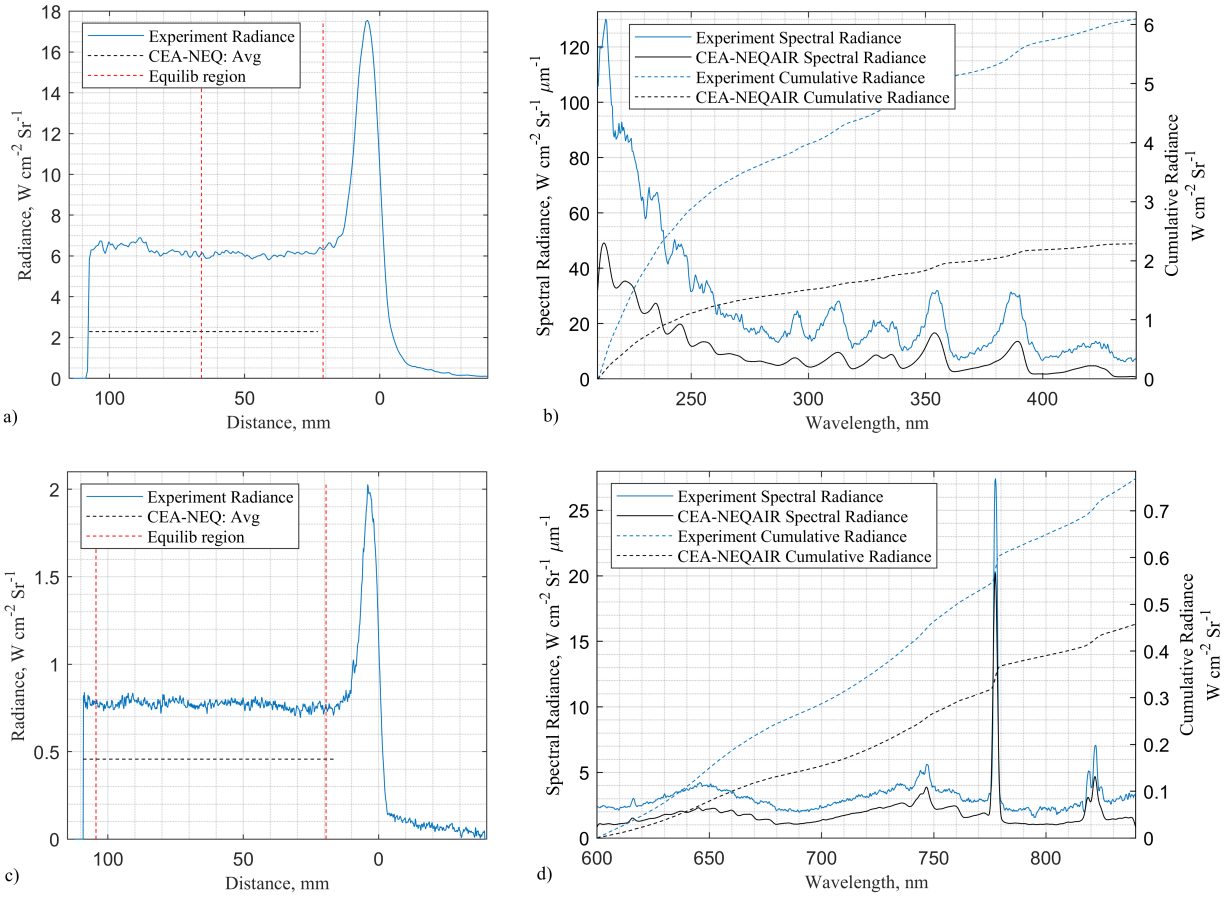 18
16
14
12
10
8
6
4
2
0
Radiance, W cm-2 Sr-1
Experiment Radiance
CEA-NEQ: Avg
Equilib region
100
50
0
Distance, mm
a)
120
100
80
60
40
20
0
Spectral Radiance, W cm-2 Sr-1 μm-1
Experiment Spectral Radiance
CEA-NEQAIR Spectral Radiance
Experiment Cumulative Radiance
CEA-NEQAIR Cumulative Radiance
6
5
4
3
2
1
0
Cumulative Radiance
W cm-2 Sr-1
250
300
350
400
Wavelength, nm
b)
2
1.5
1
0.5
0
Radiance, W cm-2 Sr-1
Experiment Radiance
CEA-NEQ: Avg
Equilib region
100
50
0
Distance, mm
c)
25
20
15
10
5
0
Spectral Radiance, W cm-2 Sr-1 μm-1
Experiment Spectral Radiance
CEA-NEQAIR Spectral Radiance
Experiment Cumulative Radiance
CEA-NEQAIR Cumulative Radiance
0.7
0.6
0.5
0.4
0.3
0.2
0.1
0
Cumulative Radiance
W cm-2 Sr-1
600
650
700
750
800
Wavelength, nm
d)